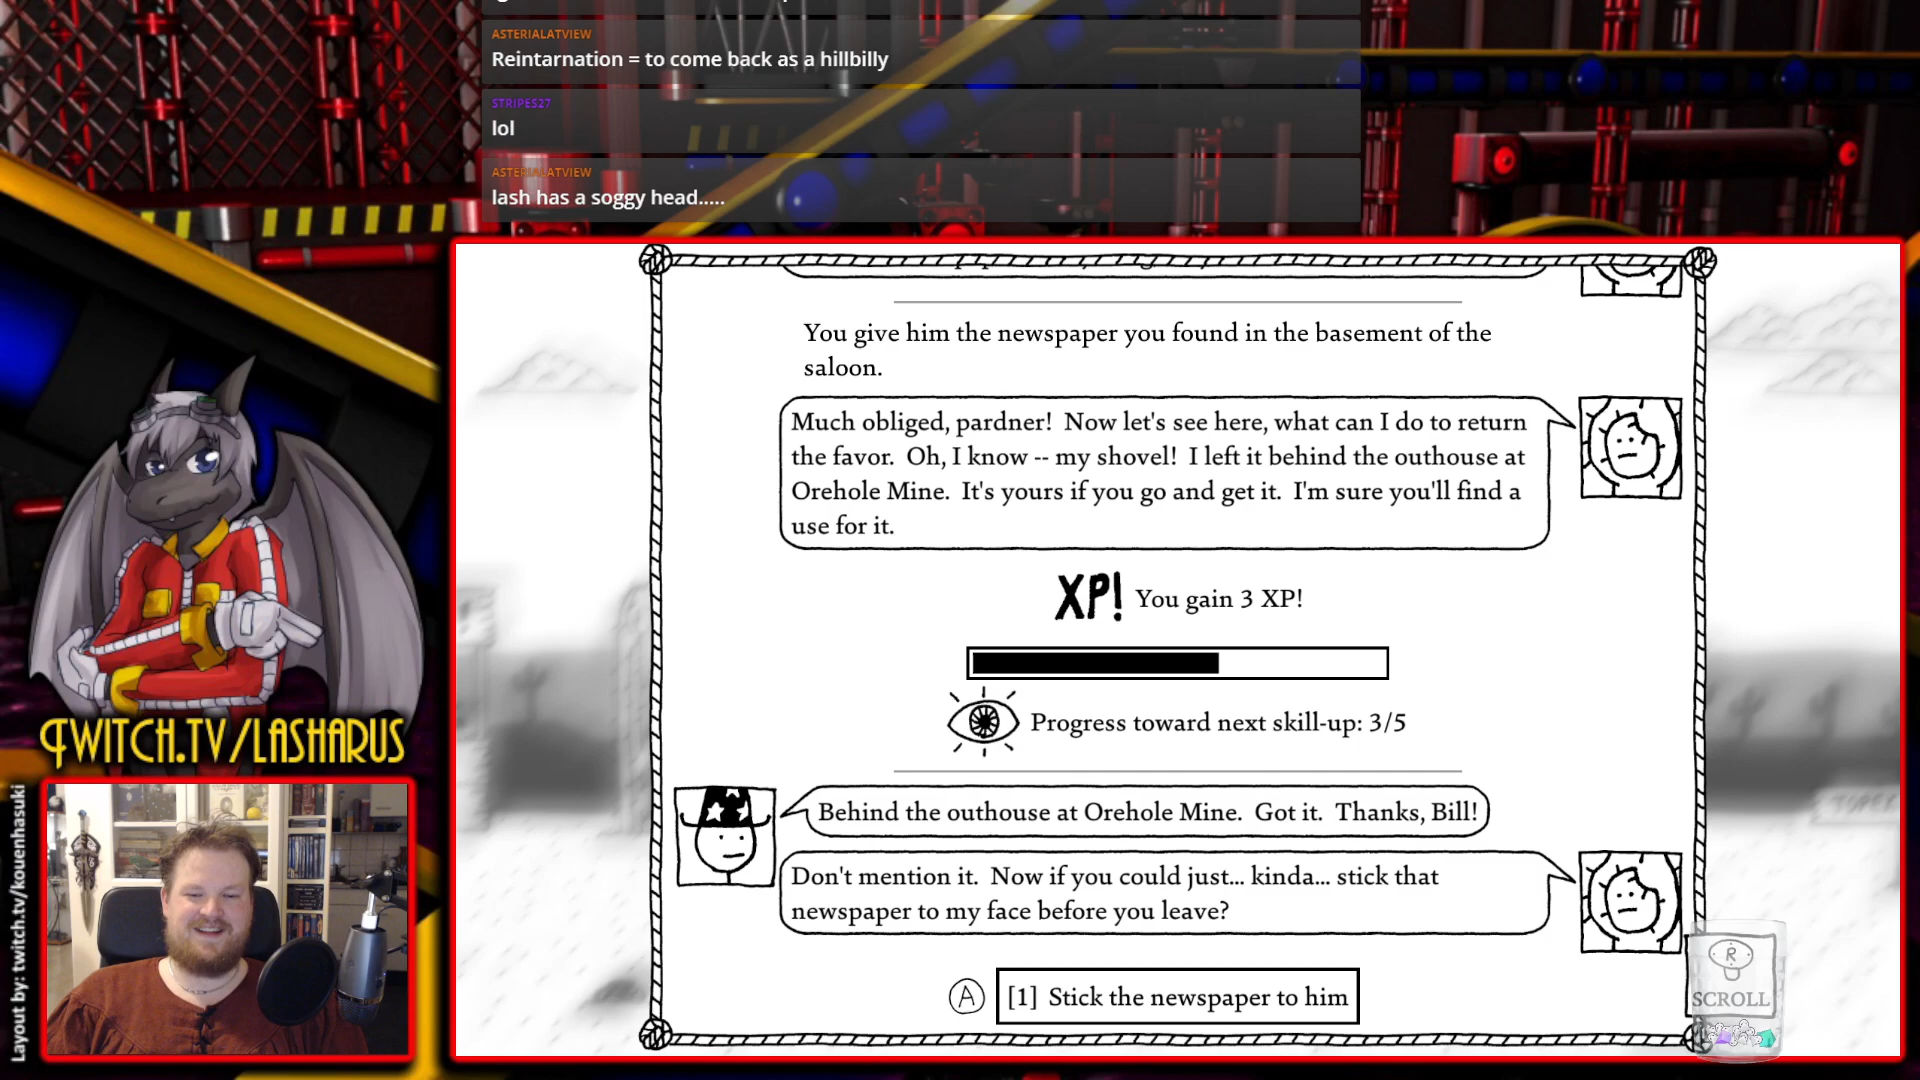 ASTERIALATVIEW
Reintarnation = to come back as a hillbilly
STRIPES27
lol
ASTERIALATVIEW
lash has a soggy head.....
You give him the newspaper you found in the basement of the
saloon.
Much obliged, pardner! Now let's see here, what can I do to return
the favor. Oh, I know -- my shovel! I left it behind the outhouse at
Orehole Mine. It's yours if you go and get it. I'm sure you'll find a
use for it.
XP! You gain 3 XP!
Progress toward next skill-up: 3/5
Behind the outhouse at Orehole Mine. Got it. Thanks, Bill!
Don't mention it. Now if you could just... kinda... stick that
newspaper to my face before you leave?
A [1] Stick the newspaper to him
R
SCROLL
TWITCH.TV/LASHARUS
Layout by: twitch.tv/kouenhasuki